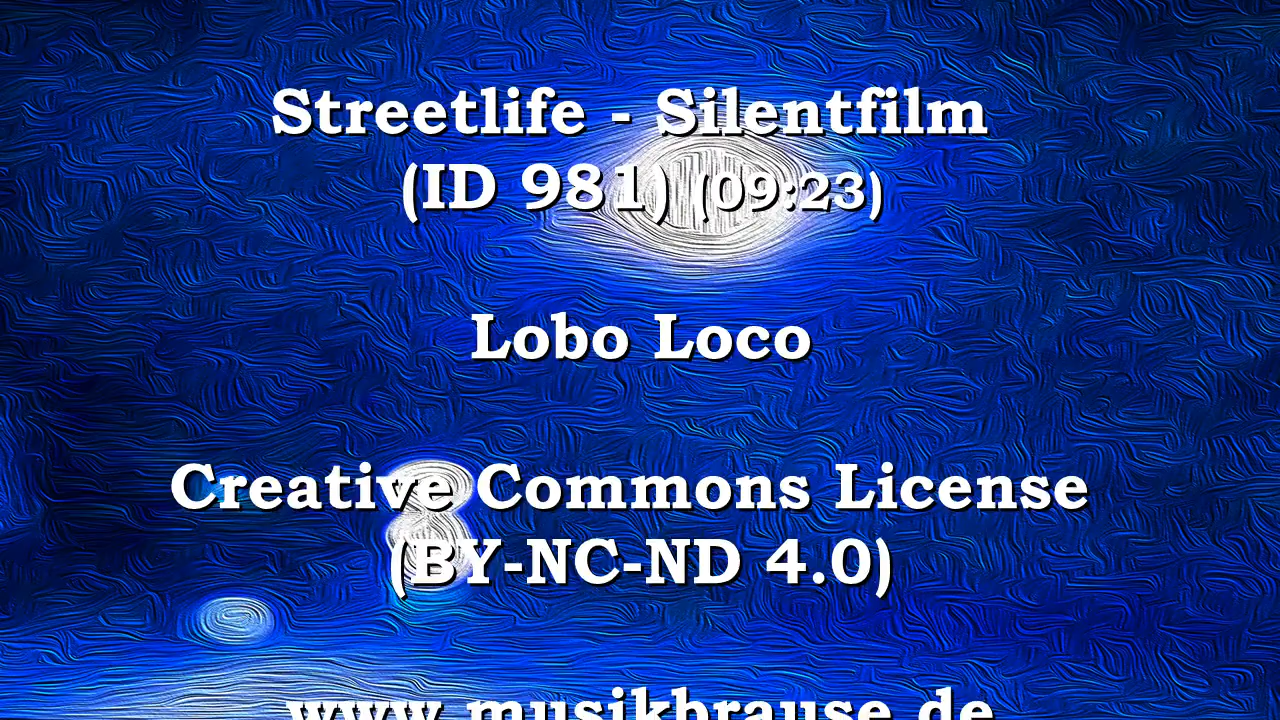 Streetlife - Silentfilm
(ID 981) (09:23)
Lobo Loco
Creative Commons License
(BY-NC-ND 4.0)
www.musikbrause.de